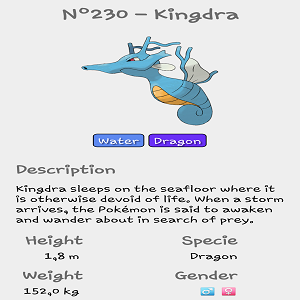 Nº230 - Kingdra
Water Dragon
Description
Kingdra sleeps on the seafloor where it
is otherwise devoid of life. When a storm
arrives, the Pokémon is said to awaken
and wander about in search of prey.
Height Specie
1,8 m Dragon
Weight Gender
152,0 kg